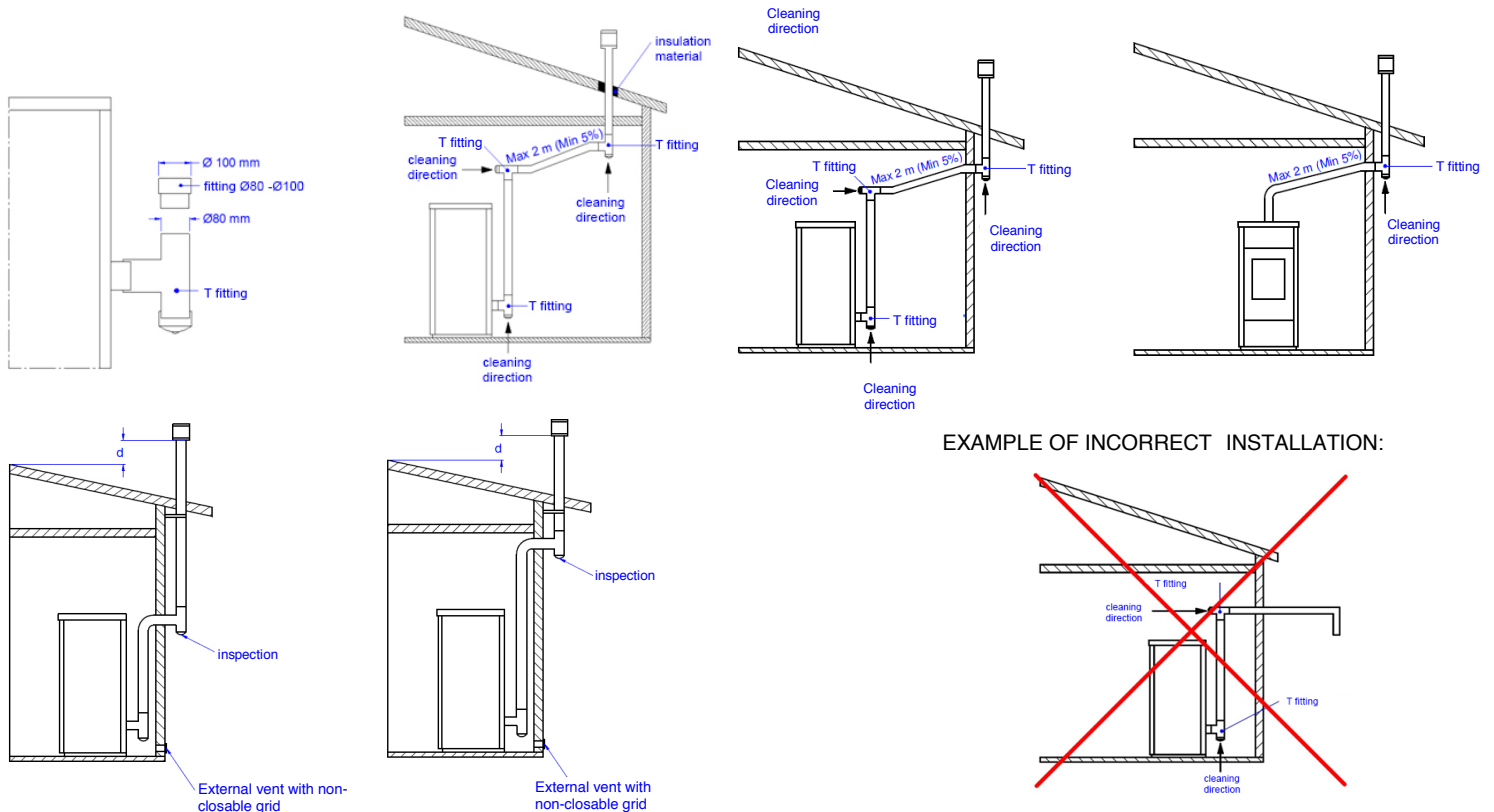 Ø 100 mm
fitting Ø80 -Ø100
Ø80 mm
T fitting
insulation
material
T fitting
Max 2 m (Min 5%)
T fitting
cleaning
direction
cleaning
direction
T fitting
cleaning
direction
Cleaning
direction
T fitting
Max 2 m (Min 5%)
T fitting
Cleaning
direction
Cleaning
direction
T fitting
Cleaning
direction
Max 2 m (Min 5%)
T fitting
Cleaning
direction
d
inspection
External vent with non-
closable grid
d
inspection
External vent with
non-closable grid
EXAMPLE OF INCORRECT INSTALLATION:
T fitting
cleaning
direction
T fitting
cleaning
direction